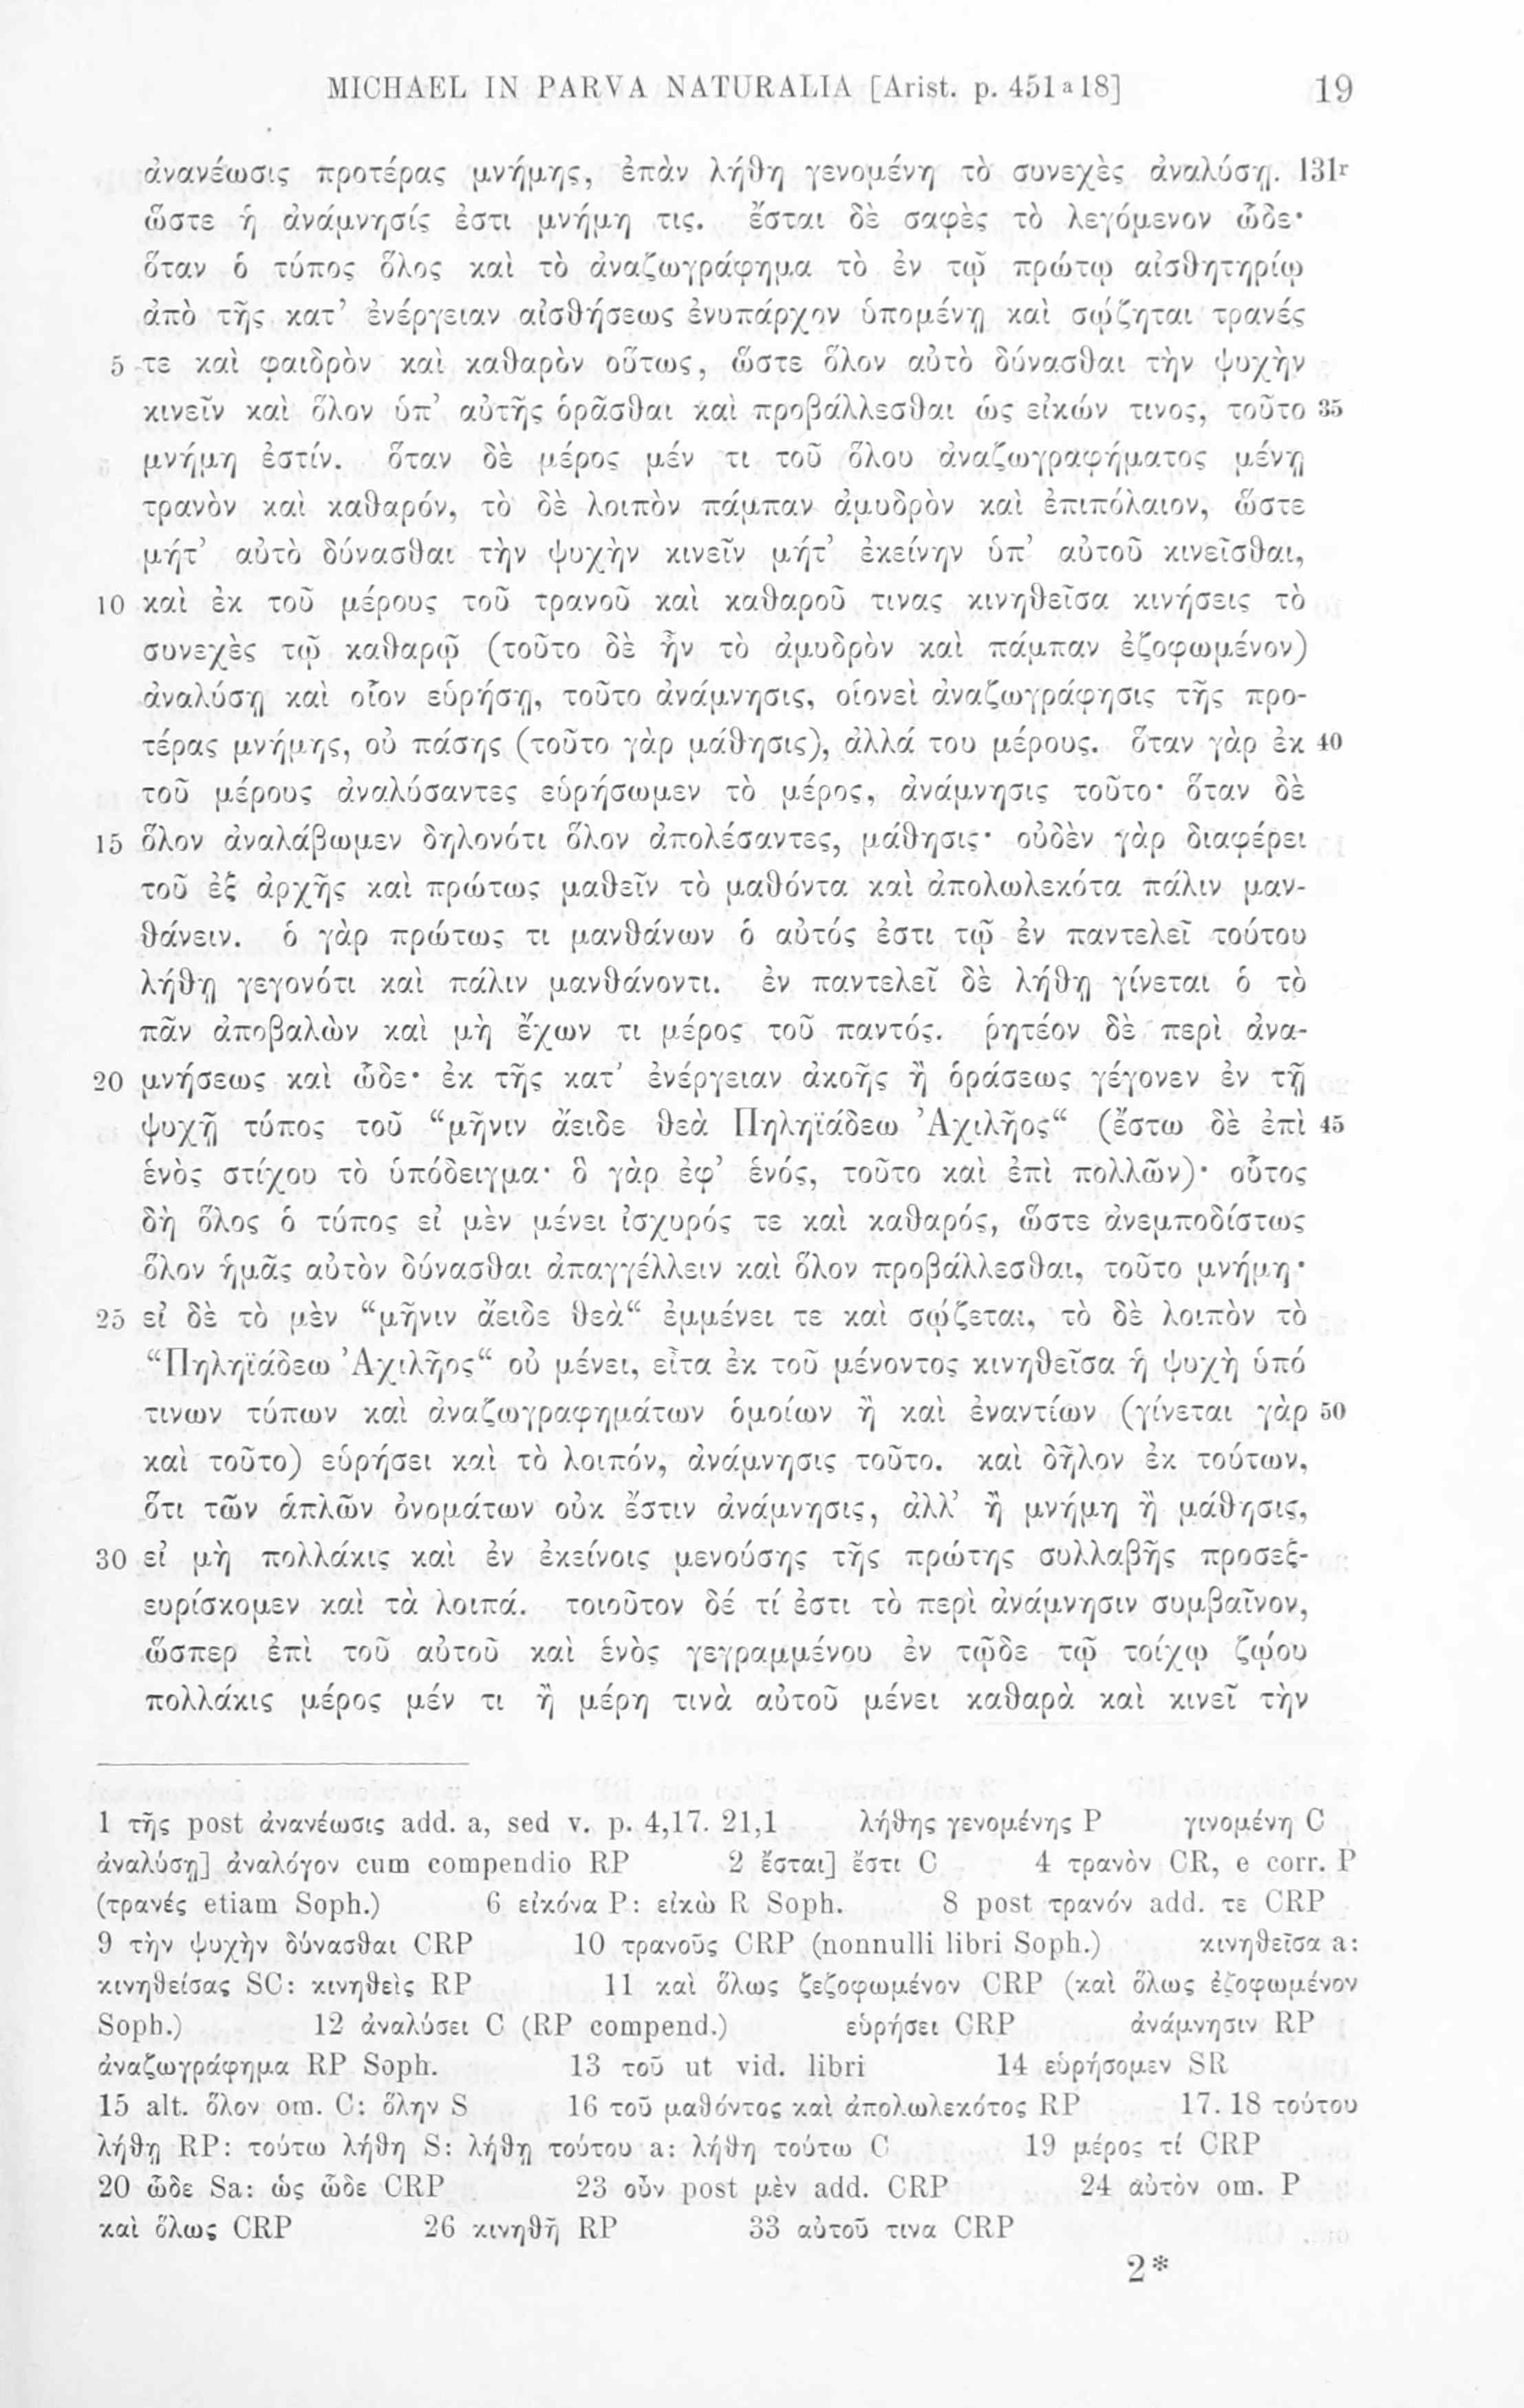 MICHAEL IN PARVA NATURALIA [Arist. p. 451ᵃ18] 19
ἀνανέωσις προτέρας μνήμης, ἐπὰν λήθη γενομένη τὸ συνεχὲς ἀναλύσῃ. 131ʳ
ὥστε ἡ ἀνάμνησίς ἐστι μνήμη τις. ἔσται δὲ σαφὲς τὸ λεγόμενον ὧδε·
ὅταν ὁ τύπος ὅλος καὶ τὸ ἀναζωγράφημα τὸ ἐν τῷ πρώτῳ αἰσθητηρίῳ
ἀπὸ τῆς κατ’ ἐνέργειαν αἰσθήσεως ἐνυπάρχον ὑπομένῃ καὶ σῳζηται τρανές
5 τε καὶ φαιδρὸν καὶ καθαρὸν οὕτως, ὥστε ὅλον αὐτὸ δύνασθαι τὴν ψυχὴν
κινεῖν καὶ ὅλον ὑπ’ αὐτῆς ὁρᾶσθαι καὶ προβάλλεσθαι ὡς εἰκών τινος, τοῦτο 35
μνήμη ἐστίν. ὅταν δὲ μέρος μέν τι τοῦ ὅλου ἀναζωγραφήματος μένῃ
τρανὸν καὶ καθαρόν, τὸ δὲ λοιπὸν πάμπαν ἀμυδρὸν καὶ ἐπιπόλαιον, ὥστε
μήτ’ αὐτὸ δύνασθαι τὴν ψυχὴν κινεῖν μήτ’ ἐκείνην ὑπ’ αὐτοῦ κινεῖσθαι,
10 καὶ ἐκ τοῦ μέρους τοῦ τρανοῦ καὶ καθαροῦ τινας κινηθεῖσα κινήσεις τὸ
συνεχὲς τῷ καθαρῷ (τοῦτο δὲ ἦν τὸ ἀμυδρὸν καὶ πάμπαν ἐζοφωμένον)
ἀναλύσῃ καὶ οἷον εὑρήσῃ, τοῦτο ἀνάμνησις, οἱονεὶ ἀναζωγράφησις τῆς προ-
τέρας μνήμης, οὐ πάσης (τοῦτο γὰρ μάθησις), ἀλλά του μέρους. ὅταν γὰρ ἐκ 40
τοῦ μέρους ἀναλύσαντες εὑρήσωμεν τὸ μέρος, ἀνάμνησις τοῦτο· ὅταν δὲ
15 ὅλον ἀναλάβωμεν δηλονότι ὅλον ἀπολέσαντες, μάθησις· οὐδὲν γὰρ διαφέρει
τοῦ ἐξ ἀρχῆς καὶ πρώτως μαθεῖν τὸ μαθόντα καὶ ἀπολωλεκότα πάλιν μαν-
θάνειν. ὁ γὰρ πρώτως τι μανθάνων ὁ αὐτός ἐστι τῷ ἐν παντελεῖ τούτου
λήθῃ γεγονότι καὶ πάλιν μανθάνοντι. ἐν παντελεῖ δὲ λήθῃ γίνεται ὁ τὸ
πᾶν ἀποβαλὼν καὶ μὴ ἔχων τι μέρος τοῦ παντός. ῥητέον δὲ περὶ ἀνα-
20 μνήσεως καὶ ὧδε· ἐκ τῆς κατ’ ἐνέργειαν ἀκοῆς ἢ ὁράσεως γέγονεν ἐν τῇ
ψυχῇ τύπος τοῦ “μῆνιν ἄειδε θεὰ Πηληϊάδεω Ἀχιλῆος“ (ἔστω δὲ ἐπὶ 45
ἑνὸς στίχου τὸ ὑπόδειγμα· ὃ γὰρ ἐφ’ ἑνός, τοῦτο καὶ ἐπὶ πολλῶν)· οὗτος
δὴ ὅλος ὁ τύπος εἰ μὲν μένει ἰσχυρός τε καὶ καθαρός, ὥστε ἀνεμποδίστως
ὅλον ἡμᾶς αὐτὸν δύνασθαι ἀπαγγέλλειν καὶ ὅλον προβάλλεσθαι, τοῦτο μνήμη·
25 εἰ δὲ τὸ μὲν “μῆνιν ἄειδε θεὰ“ ἐμμένει τε καὶ σῴζεται, τὸ δὲ λοιπὸν τὸ
“Πηληϊάδεω Ἀχιλῆος“ οὐ μένει, εἶτα ἐκ τοῦ μένοντος κινηθεῖσα ἡ ψυχὴ ὑπό
τινων τύπων καὶ ἀναζωγραφημάτων ὁμοίων ἢ καὶ ἐναντίων (γίνεται γὰρ 50
καὶ τοῦτο) εὑρήσει καὶ τὸ λοιπόν, ἀνάμνησις τοῦτο. καὶ δῆλον ἐκ τούτων,
ὅτι τῶν ἁπλῶν ὀνομάτων οὐκ ἔστιν ἀνάμνησις, ἀλλ’ ἢ μνήμη ἢ μάθησις,
30 εἰ μὴ πολλάκις καὶ ἐν ἐκείνοις μενούσης τῆς πρώτης συλλαβῆς προσεξ-
ευρίσκομεν καὶ τὰ λοιπά. τοιοῦτον δέ τί ἐστι τὸ περὶ ἀνάμνησιν συμβαῖνον,
ὥσπερ ἐπὶ τοῦ αὐτοῦ καὶ ἑνὸς γεγραμμένου ἐν τῷδε τῷ τοίχῳ ζῴου
πολλάκις μέρος μέν τι ἢ μέρη τινὰ αὐτοῦ μένει καθαρὰ καὶ κινεῖ τὴν
1 τῆς post ἀνανέωσις add. a, sed v. p. 4,17. 21,1 λήθης γενομένης P γινομένη C
ἀναλύσῃ] ἀναλόγον cum compendio RP 2 ἔσται] ἔστι C 4 τρανὸν CR, e corr. P
(τρανές etiam Soph.) 6 εἰκόνα P: εἰκὼ R Soph. 8 post τρανόν add. τε CRP
9 τὴν ψυχὴν δύνασθαι CRP 10 τρανοῦς CRP (nonnulli libri Soph.) κινηθεῖσα a:
κινηθείσας SC: κινηθεὶς RP 11 καὶ ὅλως ζεζοφωμένον CRP (καὶ ὅλως ἐζοφωμένον
Soph.) 12 ἀναλύσει C (RP compend.) εὑρήσει CRP ἀνάμνησιν RP
ἀναζωγράφημα RP Soph. 13 τοῦ ut vid. libri 14 εὑρήσομεν SR
15 alt. ὅλον om. C: ὅλην S 16 τοῦ μαθόντος καὶ ἀπολωλεκότος RP 17. 18 τούτου
λήθῃ RP: τούτω λήθη S: λήθῃ τούτου a: λήθη τούτω C 19 μέρος τί CRP
20 ὧδε Sa: ὡς ὧδε CRP 23 οὖν post μὲν add. CRP 24 αὐτὸν om. P
καὶ ὅλως CRP 26 κινηθῇ RP 33 αὐτοῦ τινα CRP
2*